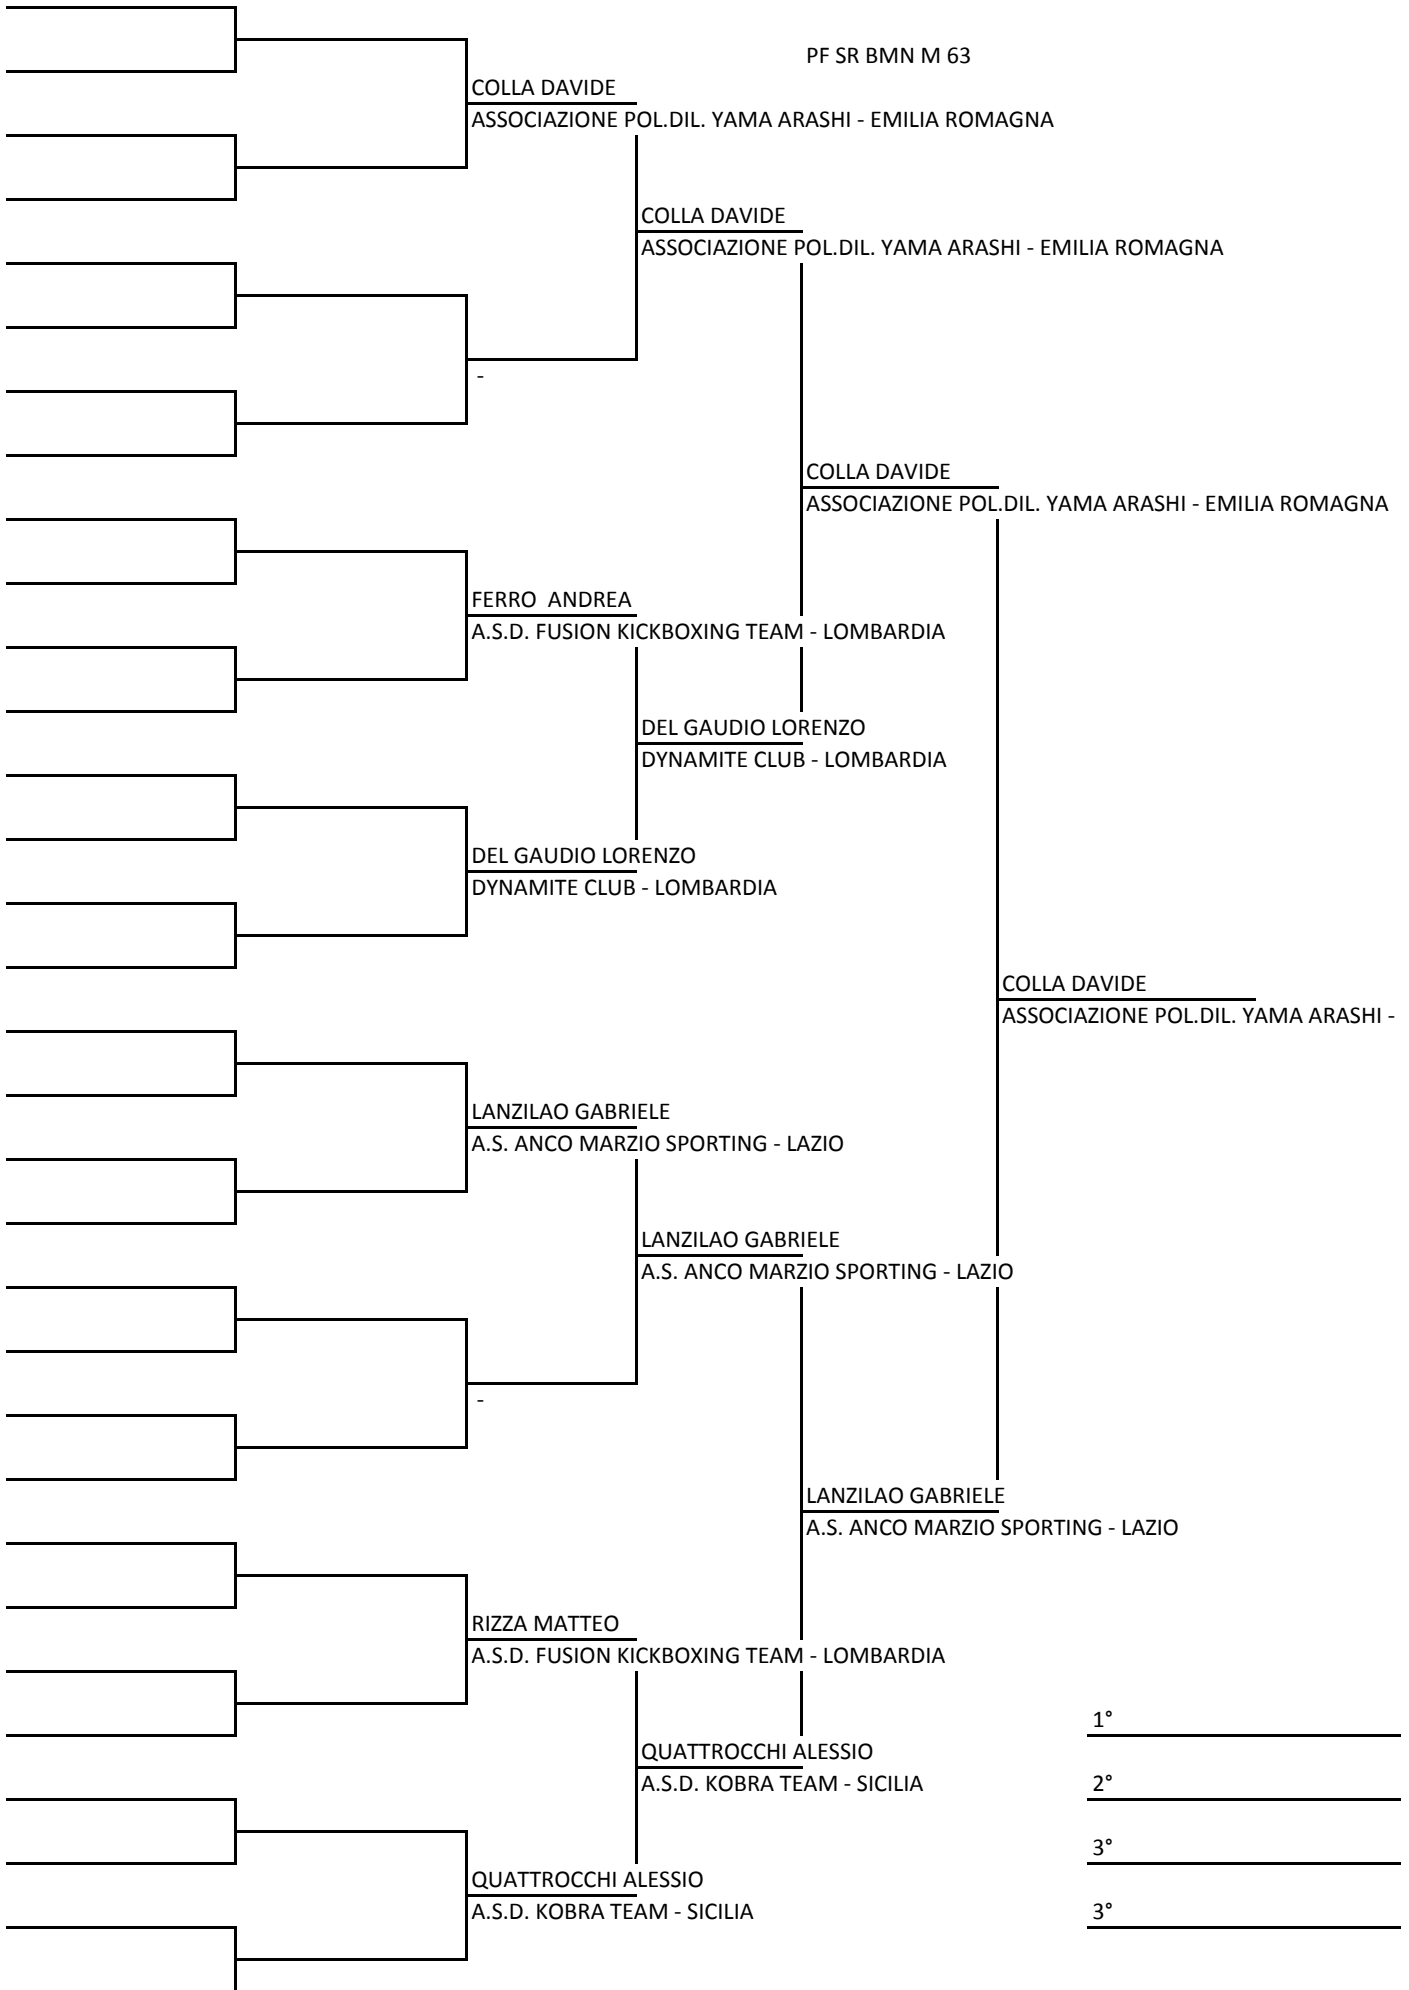 PF SR BMN M 63
COLLA DAVIDE
ASSOCIAZIONE POL.DIL. YAMA ARASHI - EMILIA ROMAGNA
COLLA DAVIDE
ASSOCIAZIONE POL.DIL. YAMA ARASHI - EMILIA ROMAGNA
-
COLLA DAVIDE
ASSOCIAZIONE POL.DIL. YAMA ARASHI - EMILIA ROMAGNA
FERRO  ANDREA
A.S.D. FUSION KICKBOXING TEAM - LOMBARDIA
DEL GAUDIO LORENZO
DYNAMITE CLUB - LOMBARDIA
DEL GAUDIO LORENZO
DYNAMITE CLUB - LOMBARDIA
COLLA DAVIDE
ASSOCIAZIONE POL.DIL. YAMA ARASHI -
LANZILAO GABRIELE
A.S. ANCO MARZIO SPORTING - LAZIO
LANZILAO GABRIELE
A.S. ANCO MARZIO SPORTING - LAZIO
-
LANZILAO GABRIELE
A.S. ANCO MARZIO SPORTING - LAZIO
RIZZA MATTEO
A.S.D. FUSION KICKBOXING TEAM - LOMBARDIA
1°
QUATTROCCHI ALESSIO
A.S.D. KOBRA TEAM - SICILIA
2°
3°
QUATTROCCHI ALESSIO
A.S.D. KOBRA TEAM - SICILIA
3°